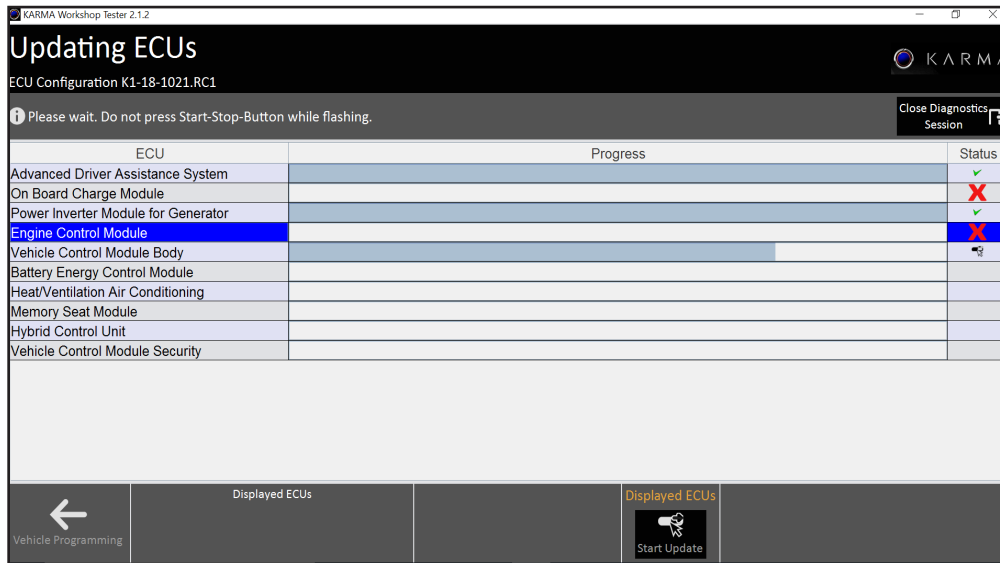 KARMA Workshop Tester 2.1.2
Updating ECUs
KARMA
ECU Configuration K1-18-1021.RC1
Please wait. Do not press Start-Stop-Button while flashing.
Close Diagnostics
Session
ECU Progress Status
Advanced Driver Assistance System
On Board Charge Module
Power Inverter Module for Generator
Engine Control Module
Vehicle Control Module Body
Battery Energy Control Module
Heat/Ventilation Air Conditioning
Memory Seat Module
Hybrid Control Unit
Vehicle Control Module Security
Displayed ECUs
Displayed ECUs
Vehicle Programming
Start Update